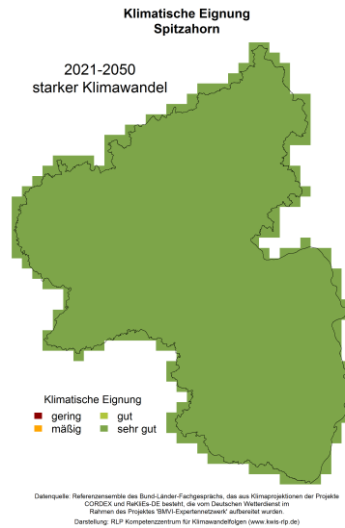 Klimatische Eignung
Spitzahorn
2021-2050
starker Klimawandel
Klimatische Eignung
gering
gut
mäßig
sehr gut
Datenquelle: Referenzensemble des Bund-Länder-Fachgesprächs, das aus Klimaprojektionen der Projekte
CORDEX und ReKliEs-DE besteht, die vom Deutschen Wetterdienst im
Rahmen des Projektes 'BMVI-Expertennetzwerk' aufbereitet wurden.
Darstellung: RLP Kompetenzzentrum für Klimawandelfolgen (www.kwis-rlp.de)